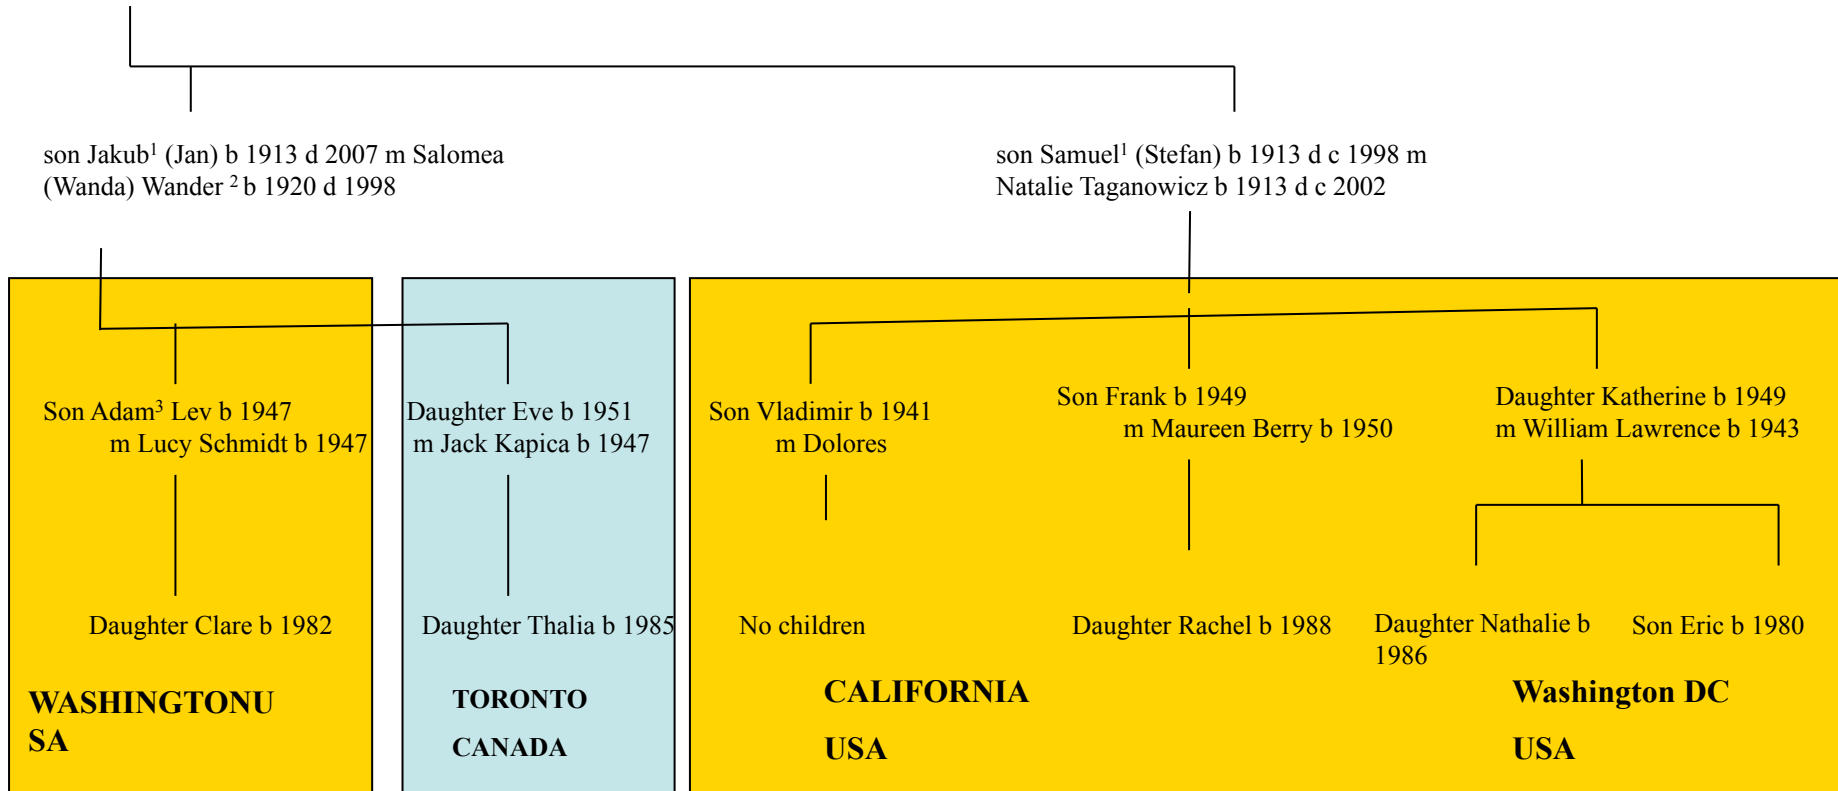 son Jakub¹ (Jan) b 1913 d 2007 m Salomea
(Wanda) Wander ² b 1920 d 1998
son Samuel¹ (Stefan) b 1913 d c 1998 m
Natalie Taganowicz b 1913 d c 2002
Son Adam³ Lev b 1947
m Lucy Schmidt b 1947
Daughter Eve b 1951
m Jack Kapica b 1947
Son Vladimir b 1941
m Dolores
Son Frank b 1949
m Maureen Berry b 1950
Daughter Katherine b 1949
m William Lawrence b 1943
Daughter Clare b 1982
Daughter Thalia b 1985
No children
Daughter Rachel b 1988
Daughter Nathalie b
1986
Son Eric b 1980
WASHINGTONU
SA
TORONTO
CANADA
CALIFORNIA
USA
Washington DC
USA